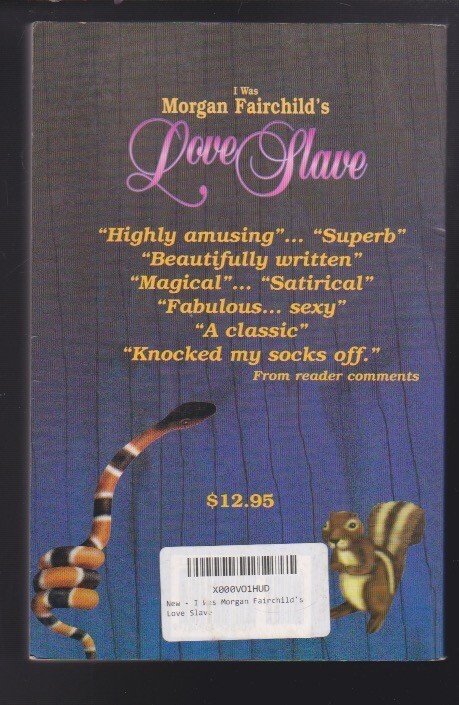 I Was
Morgan Fairchild's
Love Slave
"Highly amusing"... "Superb"
"Beautifully written"
"Magical"... "Satirical"
"Fabulous... sexy"
"A classic"
"Knocked my socks off."
From reader comments
$12.95
X000VO1HUD
New - I Was Morgan Fairchild's
Love Slave